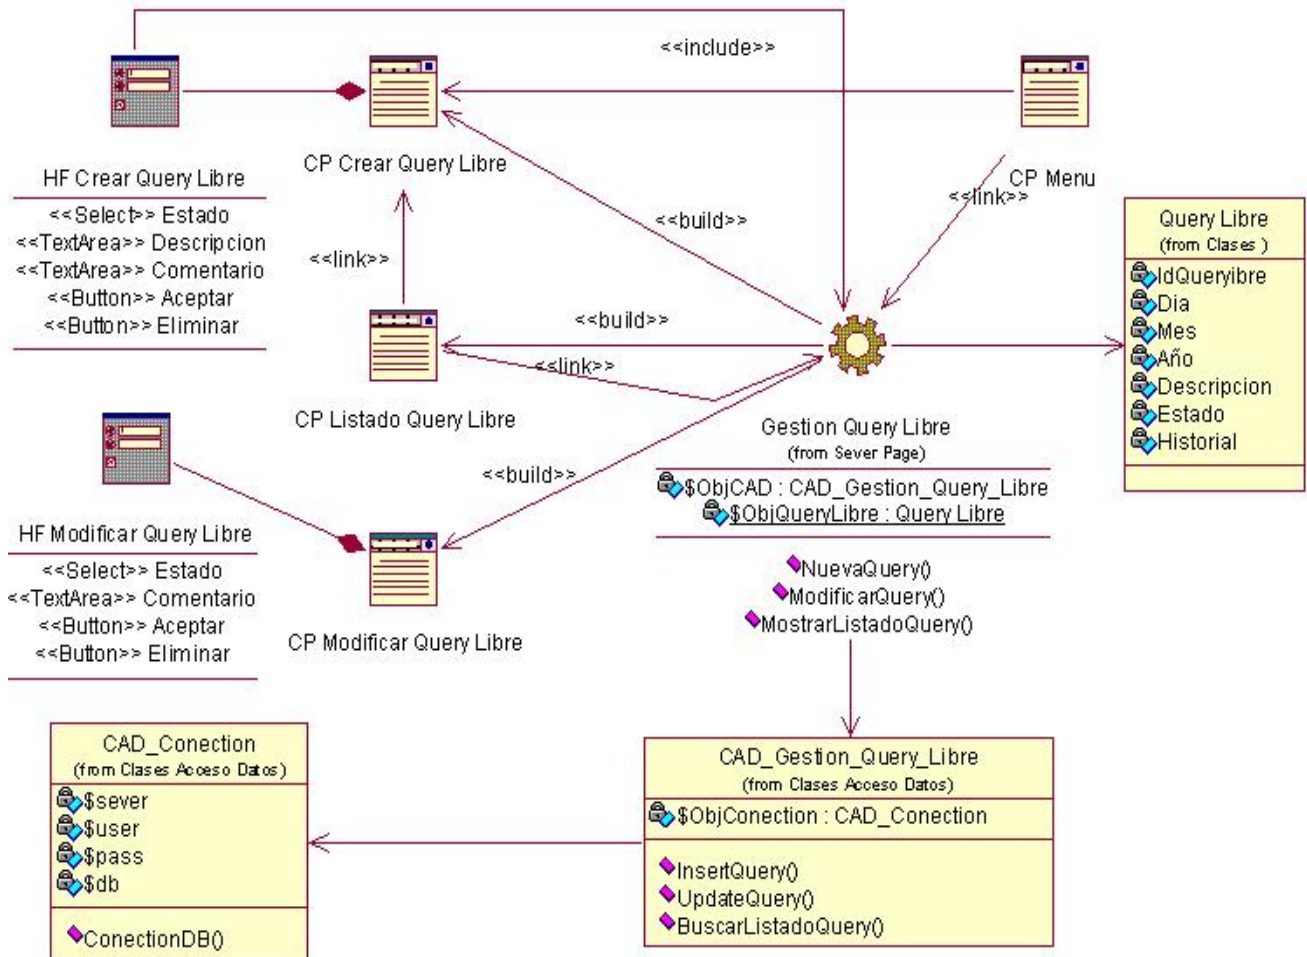 <<include>>
CP Crear Query Libre
CP Menu
HF Crear Query Libre
<<Select>> Estado
<<TextArea>> Descripcion
<<TextArea>> Comentario
<<Button>> Aceptar
<<Button>> Eliminar
<<link>>
<<build>>
<<link>>
Query Libre
(from Clases )
IdQueryibre
Dia
Mes
Año
Descripcion
Estado
Historial
<<build>>
<<link>>
CP Listado Query Libre
<<build>>
Gestion Query Libre
(from Sever Page)
$ObjCAD : CAD_Gestion_Query_Libre
$ObjQueryLibre : Query Libre
NuevaQuery()
ModificarQuery()
MostrarListadoQuery()
HF Modificar Query Libre
<<Select>> Estado
<<TextArea>> Comentario
<<Button>> Aceptar
<<Button>> Eliminar
CP Modificar Query Libre
CAD_Conection
(from Clases Acceso Datos)
$sever
$user
$pass
$db
ConectionDB()
CAD_Gestion_Query_Libre
(from Clases Acceso Datos)
$ObjConection : CAD_Conection
InsertQuery()
UpdateQuery()
BuscarListadoQuery()